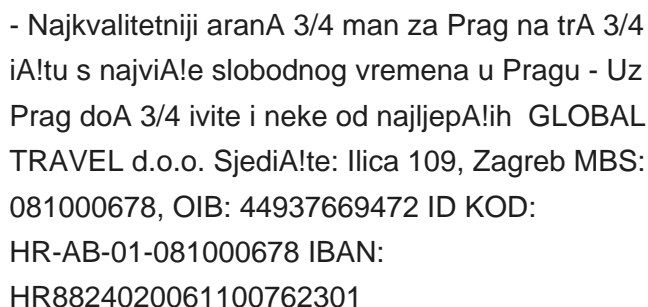 - Najkvalitetniji aranA 3/4 man za Prag na trA 3/4
iA!tu s najviA!e slobodnog vremena u Pragu - Uz
Prag doA 3/4 ivite i neke od najljepA!ih  GLOBAL
TRAVEL d.o.o. SjediA!te: Ilica 109, Zagreb MBS:
081000678, OIB: 44937669472 ID KOD:
HR-AB-01-081000678 IBAN:
HR8824020061100762301